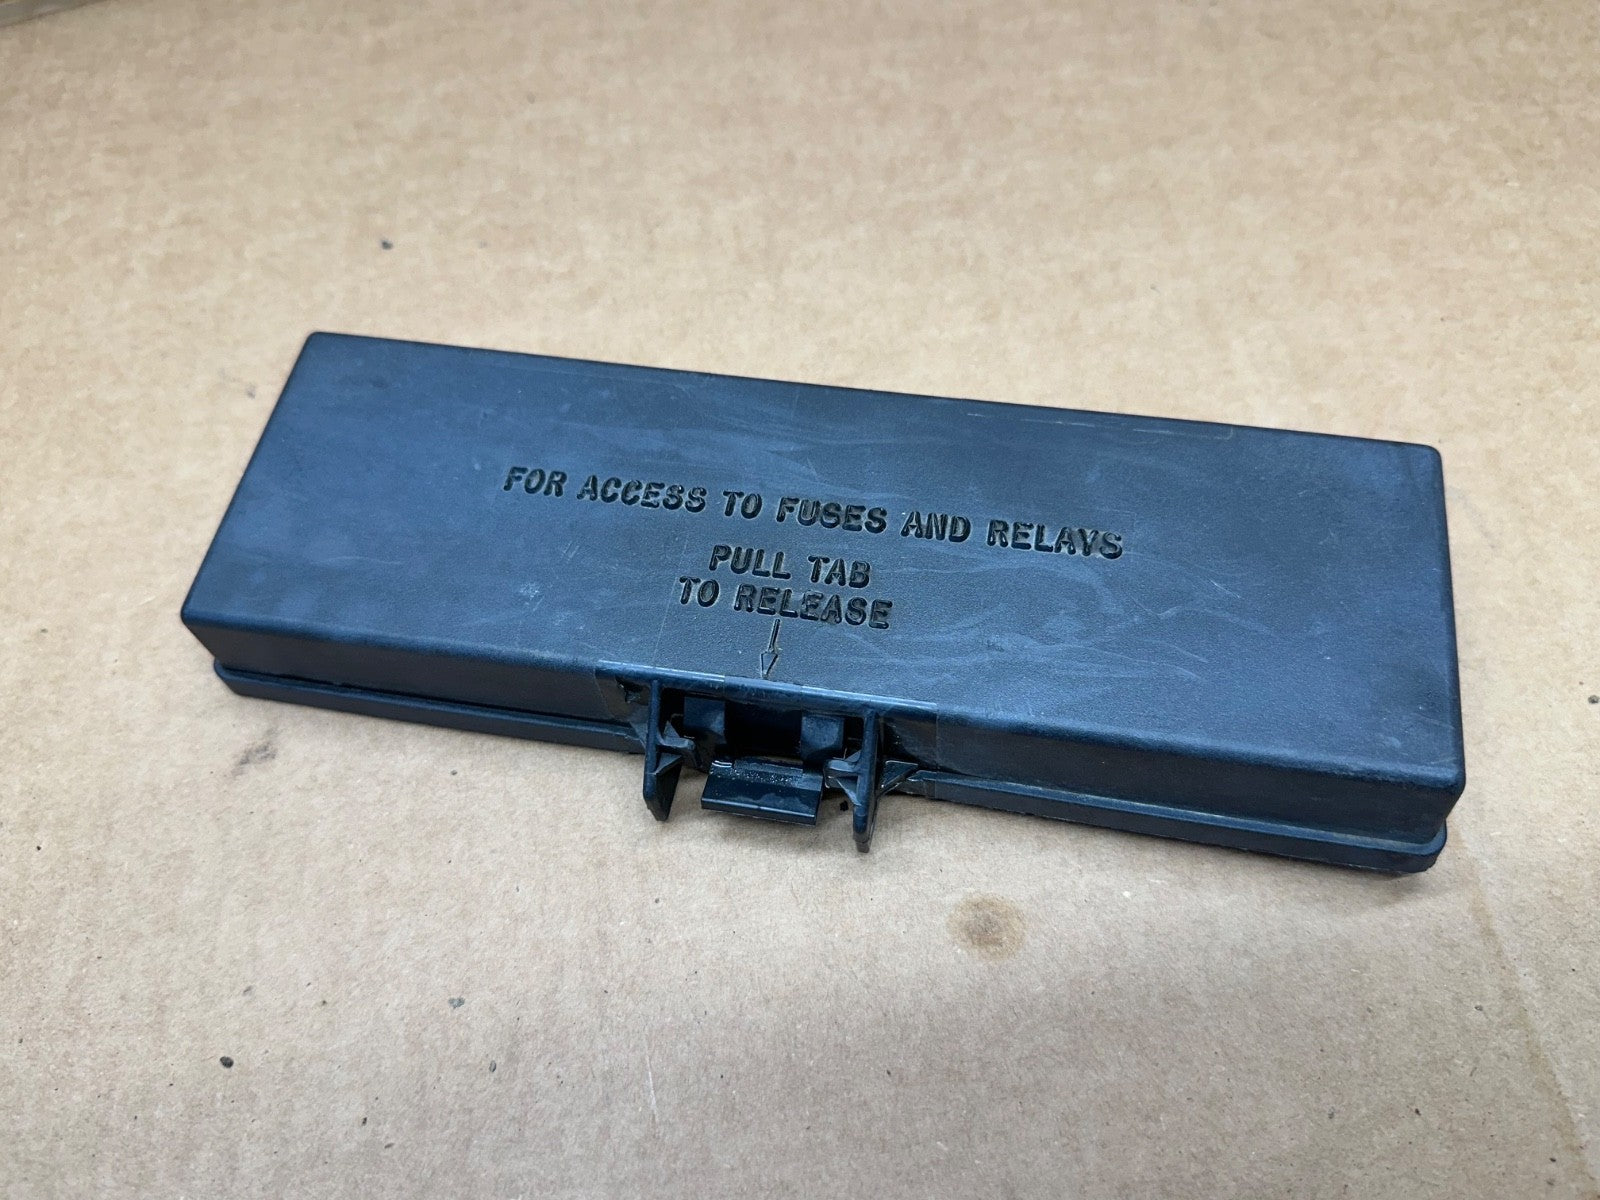 FOR ACCESS TO FUSES AND RELAYS
PULL TAB
TO RELEASE